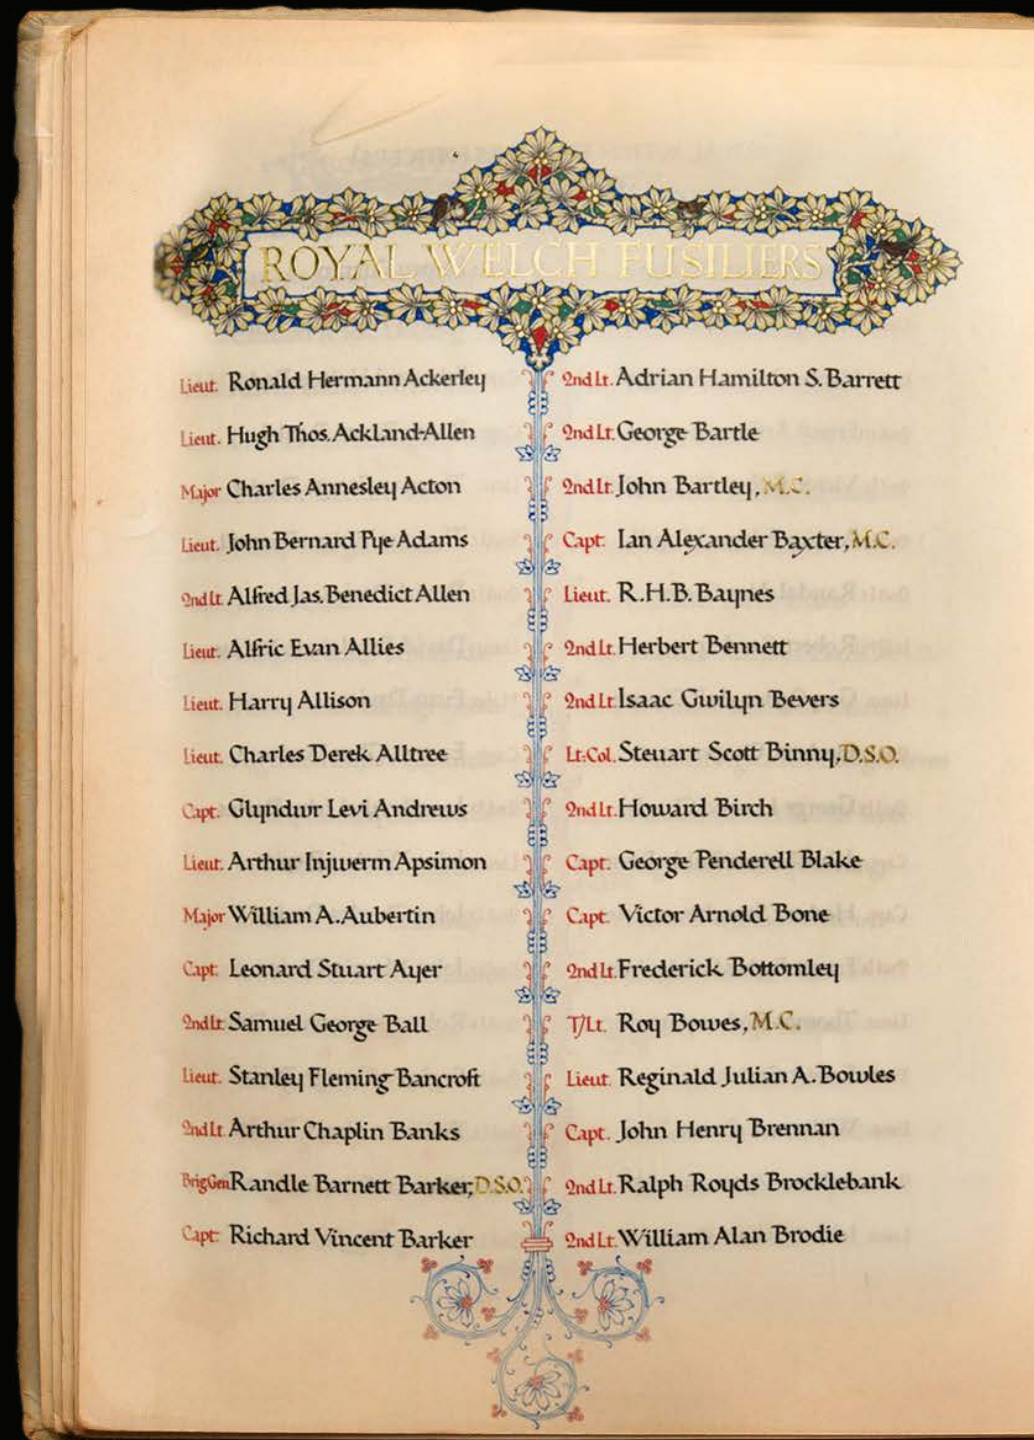 ROYAL WELCH FUSILIERS
Lieut. Ronald Hermann Ackerley
Lieut. Hugh Thos. Ackland-Allen
Major Charles Annesley Acton
Lieut. John Bernard Pye Adams
2nd Lt. Alfred Jas. Benedict Allen
Lieut. Alfric Evan Allies
Lieut. Harry Allison
Lieut. Charles Derek Alltree
Capt. Glyndwr Levi Andrews
Lieut. Arthur Injwerm Apsimon
Major William A. Aubertin
Capt. Leonard Stuart Ayer
2nd Lt. Samuel George Ball
Lieut. Stanley Fleming Bancroft
2nd Lt. Arthur Chaplin Banks
Brig Gen Randle Barnett Barker, D.S.O.
Capt. Richard Vincent Barker
2nd Lt. Adrian Hamilton S. Barrett
2nd Lt. George Bartle
2nd Lt. John Bartley, M.C.
Capt. Ian Alexander Baxter, M.C.
Lieut. R.H.B. Baynes
2nd Lt. Herbert Bennett
2nd Lt. Isaac Gwilyn Bevers
Lt-Col. Steuart Scott Binny, D.S.O.
2nd Lt. Howard Birch
Capt. George Penderell Blake
Capt. Victor Arnold Bone
2nd Lt. Frederick Bottomley
T/Lt. Roy Bowes, M.C.
Lieut. Reginald Julian A. Bowles
Capt. John Henry Brennan
2nd Lt. Ralph Royds Brocklebank
2nd Lt. William Alan Brodie